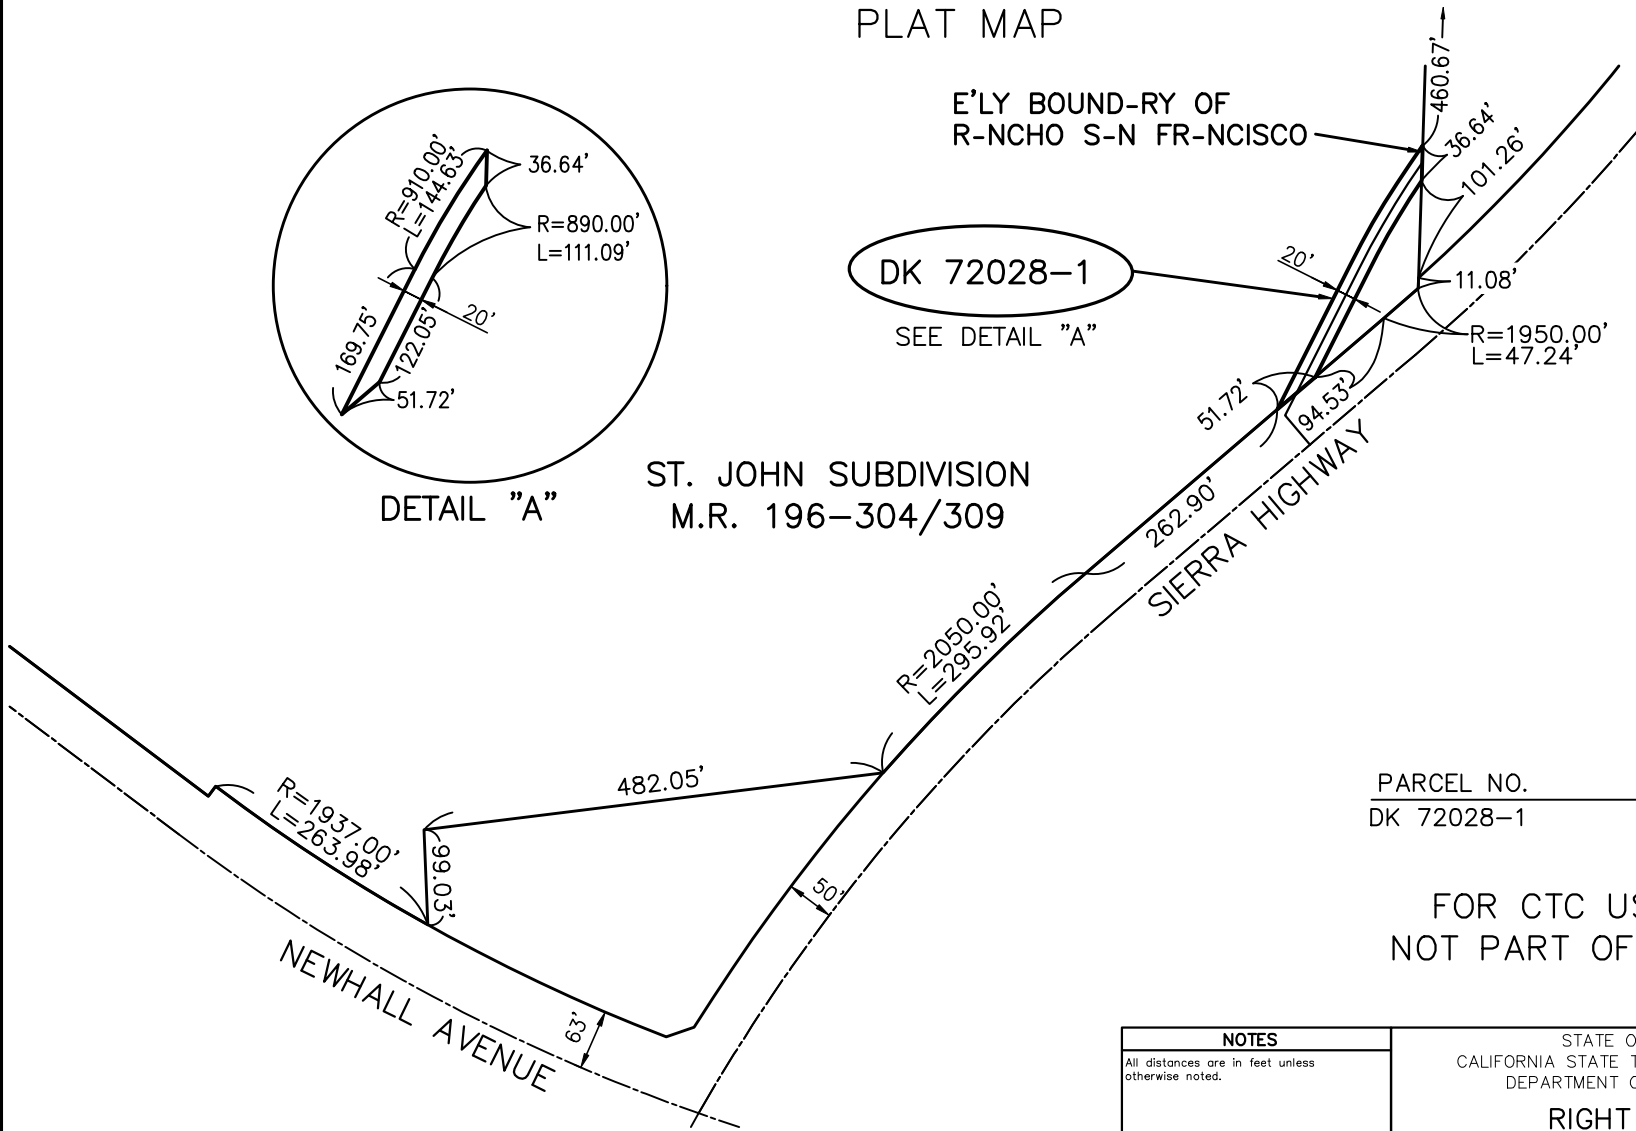 PLAT MAP
460.67'
E'LY BOUND-RY OF
R-NCHO S-N FR-NCISCO
36.64'
101.26'
R=910.00'
L=144.63'
36.64'
R=890.00'
L=111.09'
20'
169.75'
122.05'
51.72'
DETAIL "A"
DK 72028-1
SEE DETAIL "A"
20'
11.08'
R=1950.00'
L=47.24'
51.72'
94.53'
ST. JOHN SUBDIVISION
M.R. 196-304/309
262.90'
SIERRA HIGHWAY
R=2050.00'
L=295.92'
482.05'
R=1937.00'
L=263.98'
99.03'
50'
63'
NEWHALL AVENUE
PARCEL NO.
DK 72028-1
FOR CTC US
NOT PART OF
NOTES
All distances are in feet unless
otherwise noted.
STATE O
CALIFORNIA STATE T
DEPARTMENT O
RIGHT